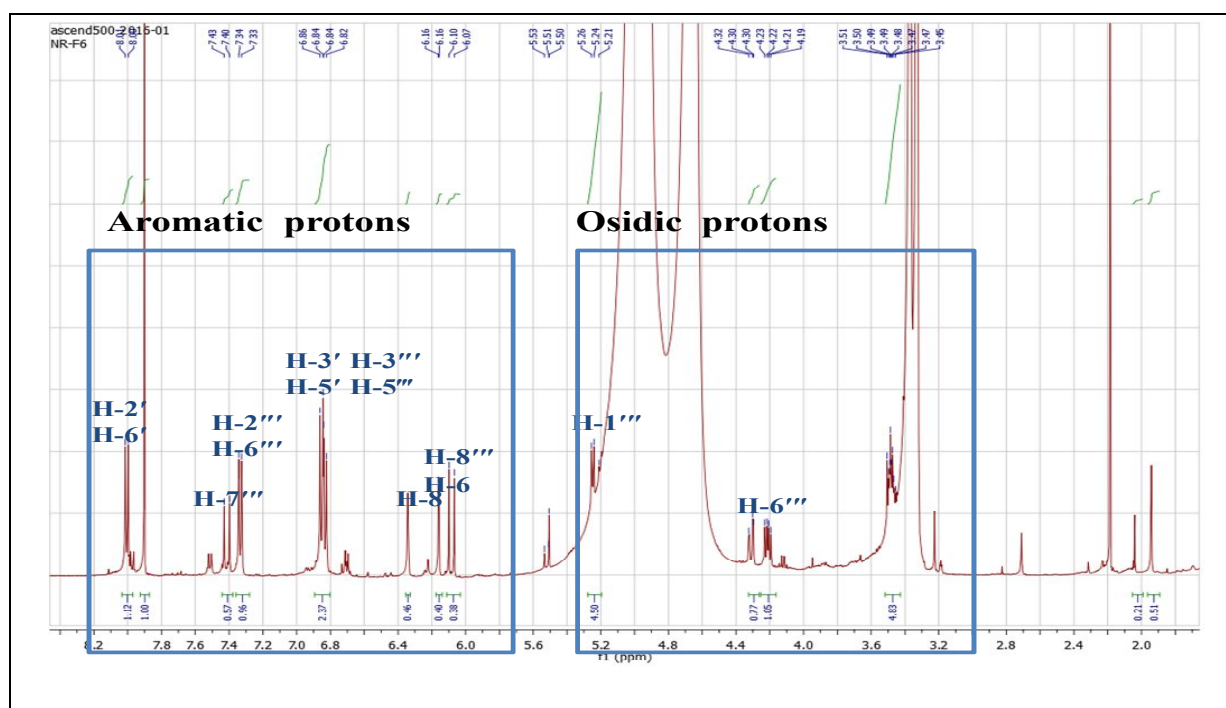 ascend500-2016-01
NR-F6
8.01
7.43
7.40
7.34
7.33
6.86
6.84
6.84
6.82
6.16
6.16
6.10
6.07
5.53
5.51
5.50
5.26
5.24
5.21
4.32
4.30
4.30
4.23
4.22
4.21
4.19
3.51
3.50
3.49
3.49
3.48
3.47
3.47
3.45
Aromatic protons
Osidic protons
H-3′ H-3‴
H-5′ H-5‴
H-2′
H-6′
H-2‴
H-6‴
H-7‴
H-8
H-8‴
H-6
H-1‴
H-6‴
1.12
1.00
0.57
0.96
2.37
0.46
0.40
0.38
4.50
0.77
1.05
4.83
0.21
0.51
8.2 7.8 7.4 7.2 7.0 6.8 6.4 6.2 6.0 5.6 5.2 4.8 4.4 4.0 3.6 3.2 2.8 2.4 2.0
f1 (ppm)